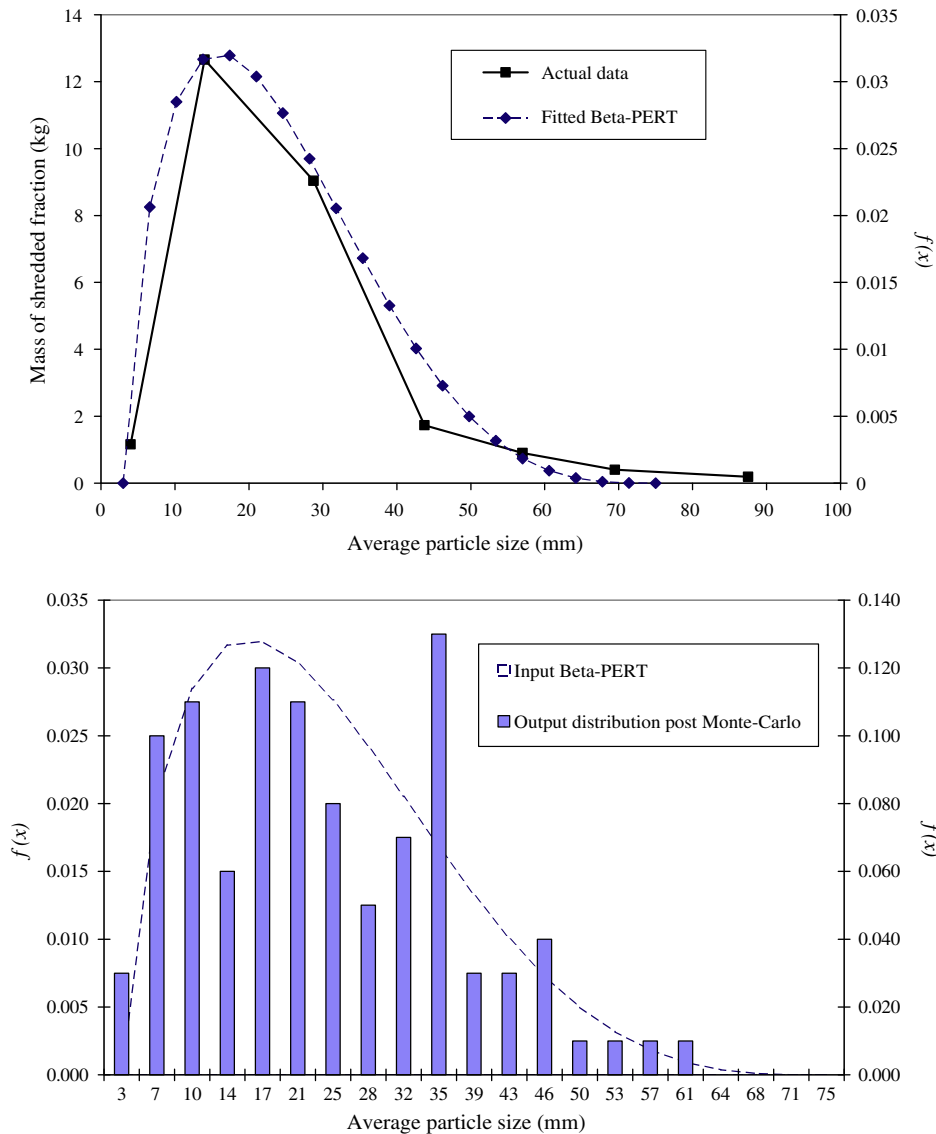 14
12
10
8
6
4
2
0
0.035
0.03
0.025
0.02
0.015
0.01
0.005
0
Mass of shredded fraction (kg)
f(x)
Actual data
Fitted Beta-PERT
0 10 20 30 40 50 60 70 80 90 100
Average particle size (mm)
0.035
0.030
0.025
0.020
0.015
0.010
0.005
0.000
0.140
0.120
0.100
0.080
0.060
0.040
0.020
0.000
f (x)
f(x)
Input Beta-PERT
Output distribution post Monte-Carlo
3 7 10 14 17 21 25 28 32 35 39 43 46 50 53 57 61 64 68 71 75
Average particle size (mm)